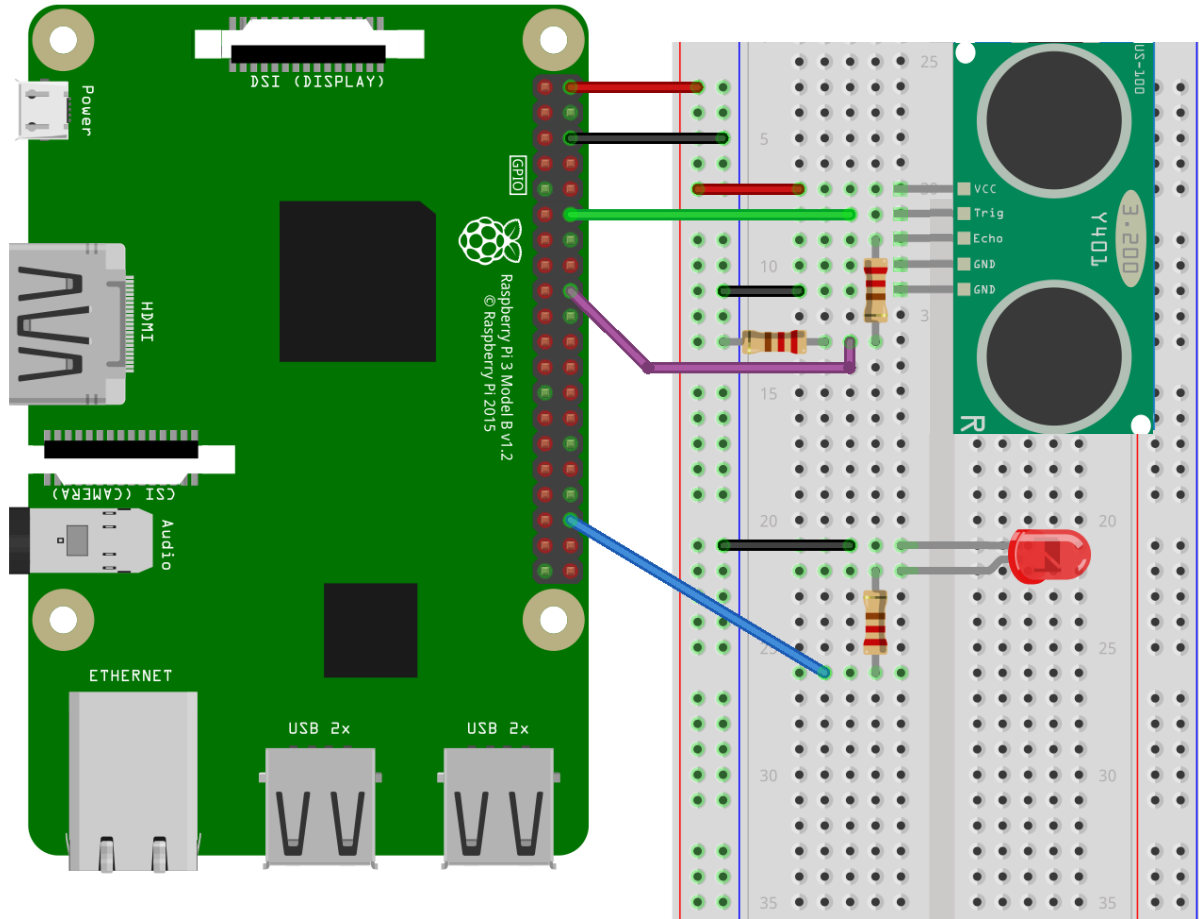 DSI (DISPLAY)
Power
GPIO
HDMI
Raspberry Pi 3 Model B v1.2
© Raspberry Pi 2015
CSI (CAMERA)
Audio
ETHERNET
USB 2x
USB 2x
25
5
10
3
15
20
20
25
25
30
30
35
35
US-100
VCC
Trig
Echo
GND
GND
3.200
Y401
R